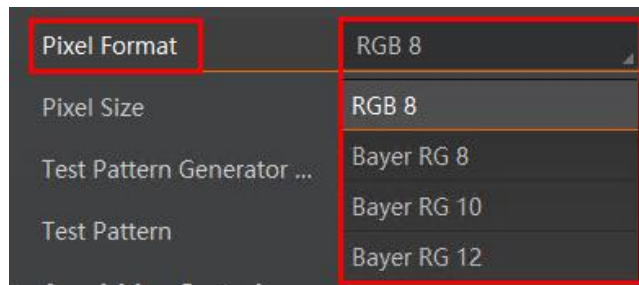 Pixel Format RGB 8
Pixel Size RGB 8
Test Pattern Generator ... Bayer RG 8
Bayer RG 10
Test Pattern
Bayer RG 12